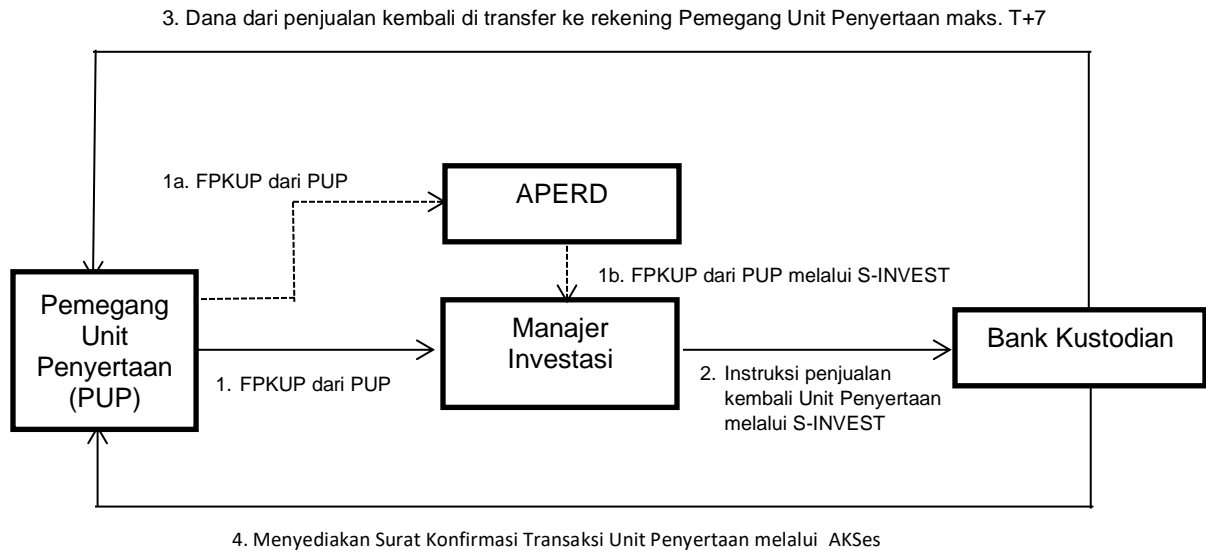 3. Dana dari penjualan kembali di transfer ke rekening Pemegang Unit Penyertaan maks. T+7
1a. FPKUP dari PUP
APERD
1b. FPKUP dari PUP melalui S-INVEST
Pemegang
Unit
Penyertaan
(PUP)
1. FPKUP dari PUP
Manajer
Investasi
2. Instruksi penjualan
kembali Unit Penyertaan
melalui S-INVEST
Bank Kustodian
4. Menyediakan Surat Konfirmasi Transaksi Unit Penyertaan melalui AKSes